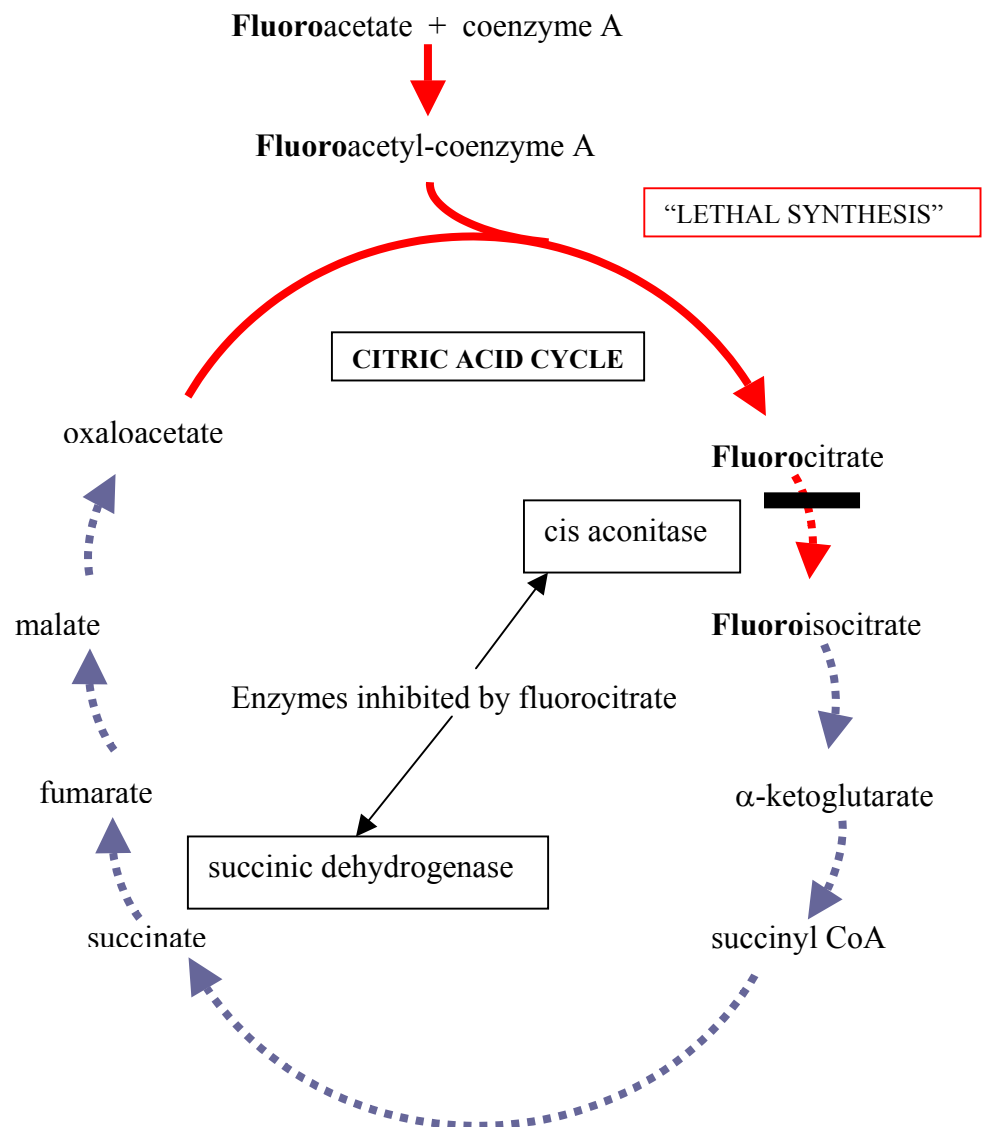 Fluoroacetate + coenzyme A
Fluoroacetyl-coenzyme A
“LETHAL SYNTHESIS”
CITRIC ACID CYCLE
oxaloacetate
Fluorocitrate
cis aconitase
malate
Fluoroisocitrate
Enzymes inhibited by fluorocitrate
fumarate
α-ketoglutarate
succinic dehydrogenase
succinate
succinyl CoA